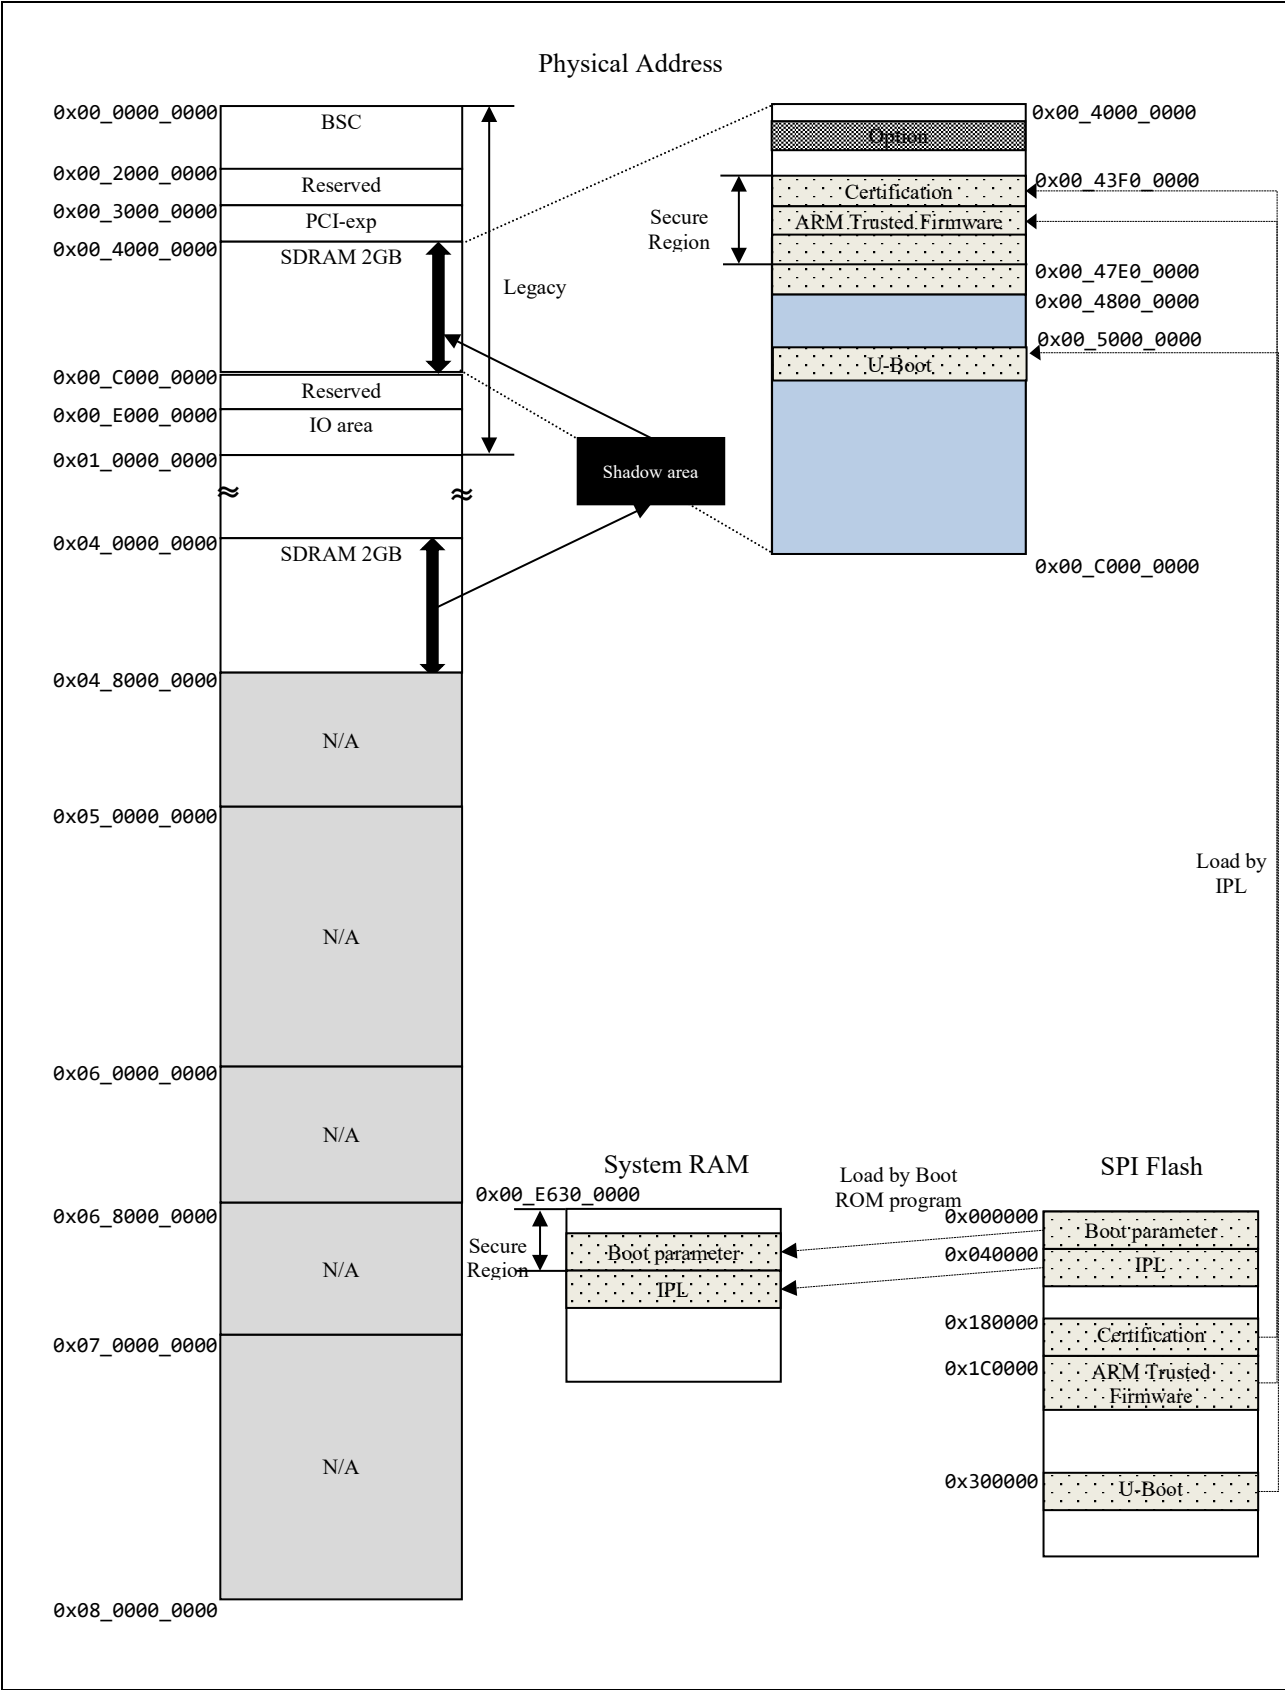 Physical Address
0x00_0000_0000
BSC
0x00_2000_0000
Reserved
0x00_3000_0000
PCI-exp
0x00_4000_0000
SDRAM 2GB
Legacy
0x00_C000_0000
Reserved
0x00_E000_0000
IO area
0x01_0000_0000
≈ ≈
0x04_0000_0000
SDRAM 2GB
0x04_8000_0000
N/A
0x05_0000_0000
N/A
0x06_0000_0000
N/A
0x06_8000_0000
N/A
0x07_0000_0000
N/A
0x08_0000_0000
Shadow area
0x00_4000_0000
Option
0x00_43F0_0000
Certification
Secure
Region
ARM Trusted Firmware
0x00_47E0_0000
0x00_4800_0000
0x00_5000_0000
U-Boot
0x00_C000_0000
Load by
IPL
System RAM
0x00_E630_0000
Secure
Region
Boot parameter
IPL
Load by Boot
ROM program
SPI Flash
0x000000
Boot parameter
0x040000
IPL
0x180000
Certification
0x1C0000
ARM Trusted
Firmware
0x300000
U-Boot